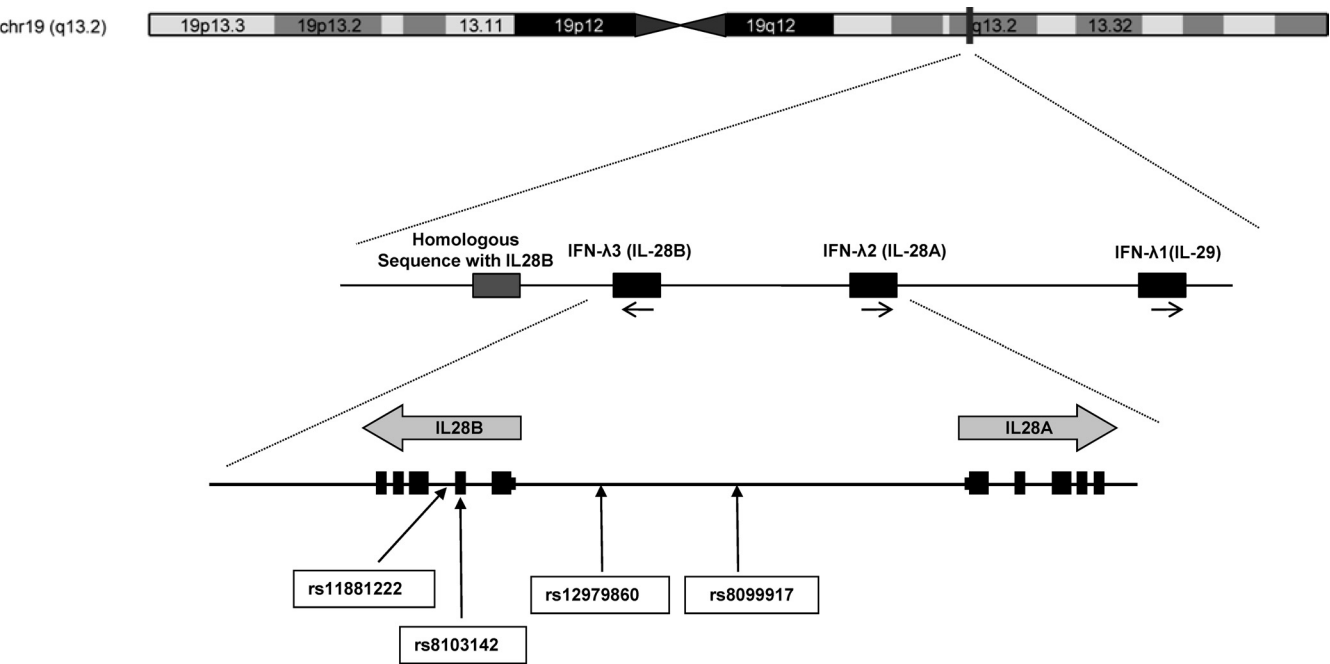 chr19 (q13.2)
19p13.3
19p13.2
13.11
19p12
19q12
q13.2
13.32
Homologous
Sequence with IL28B
IFN-λ3 (IL-28B)
IFN-λ2 (IL-28A)
IFN-λ1(IL-29)
IL28B
IL28A
rs11881222
rs12979860
rs8099917
rs8103142